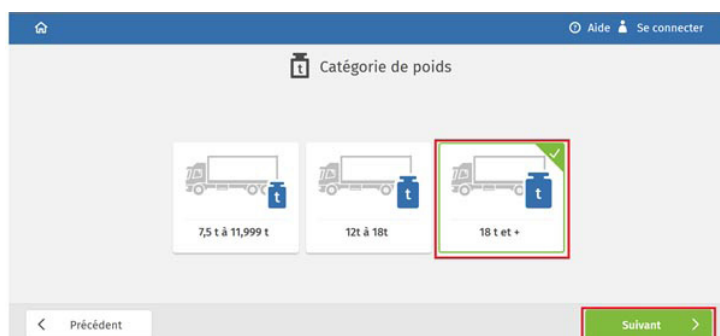 Aide Se connecter
t Catégorie de poids
t t t
7,5 t à 11,999 t 12t à 18t 18 t et +
Précédent Suivant